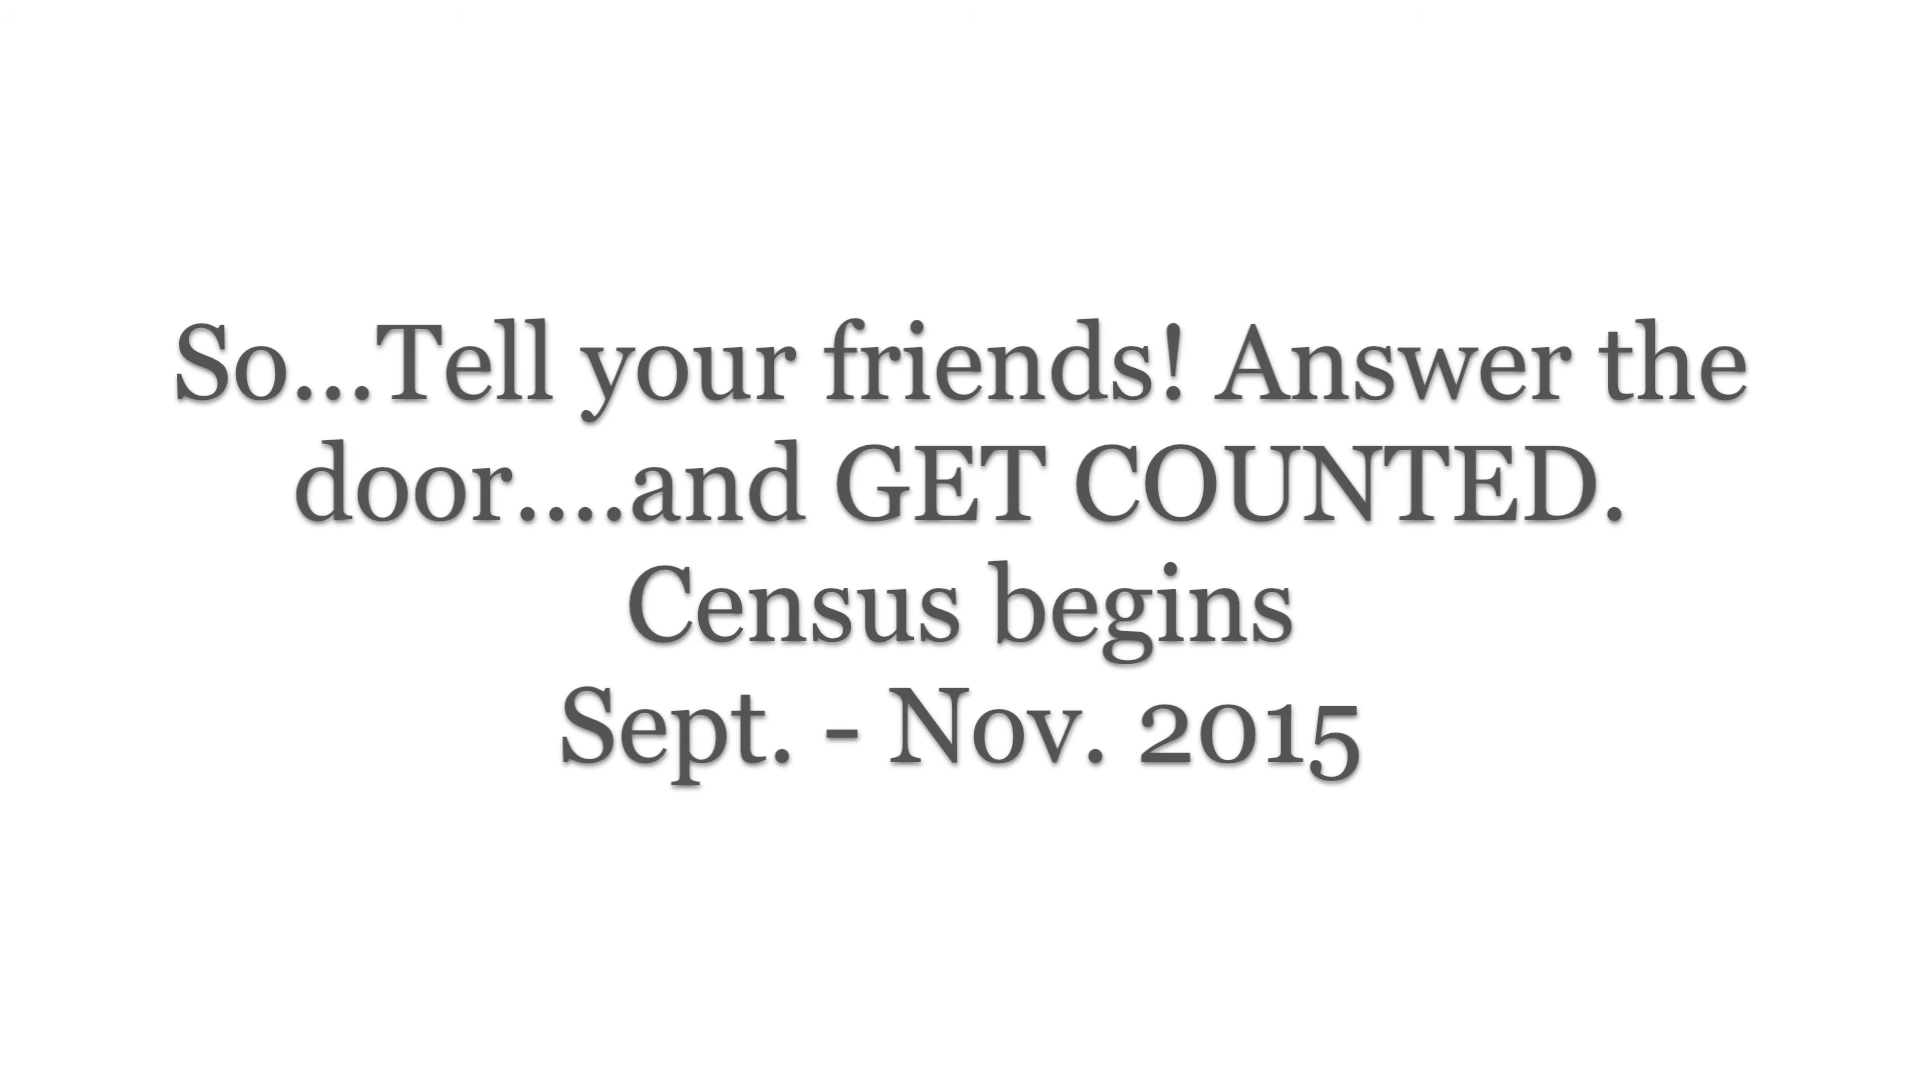 So...Tell your friends! Answer the
door....and GET COUNTED.
Census begins
Sept. - Nov. 2015